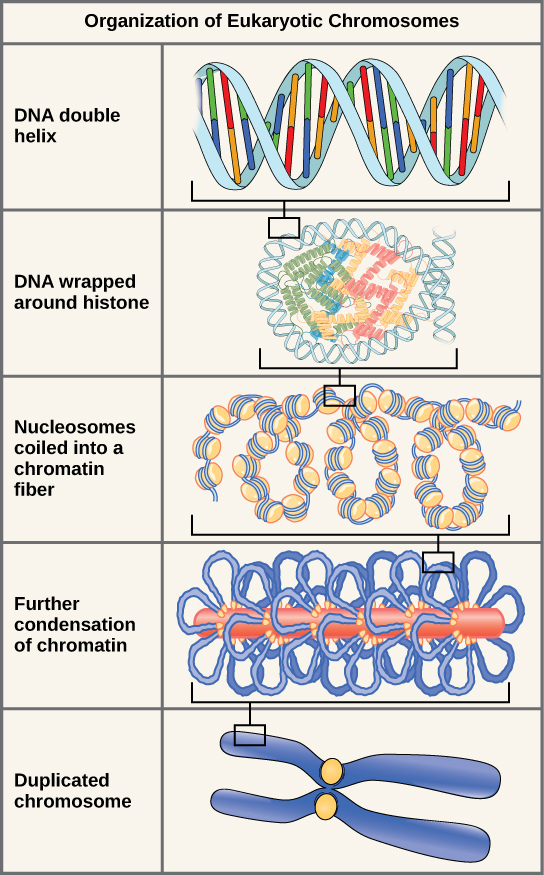 Organization of Eukaryotic Chromosomes
DNA double
helix
DNA wrapped
around histone
Nucleosomes
coiled into a
chromatin
fiber
Further
condensation
of chromatin
Duplicated
chromosome